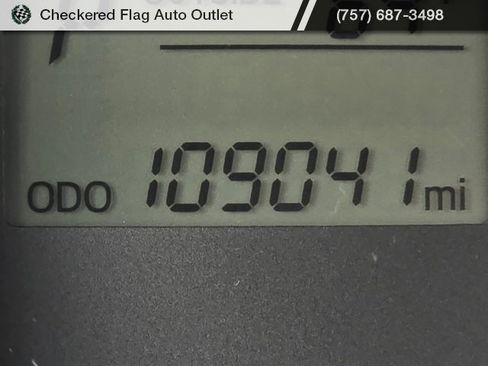 Checkered Flag Auto Outlet (757) 687-3498
ODO 109041 mi